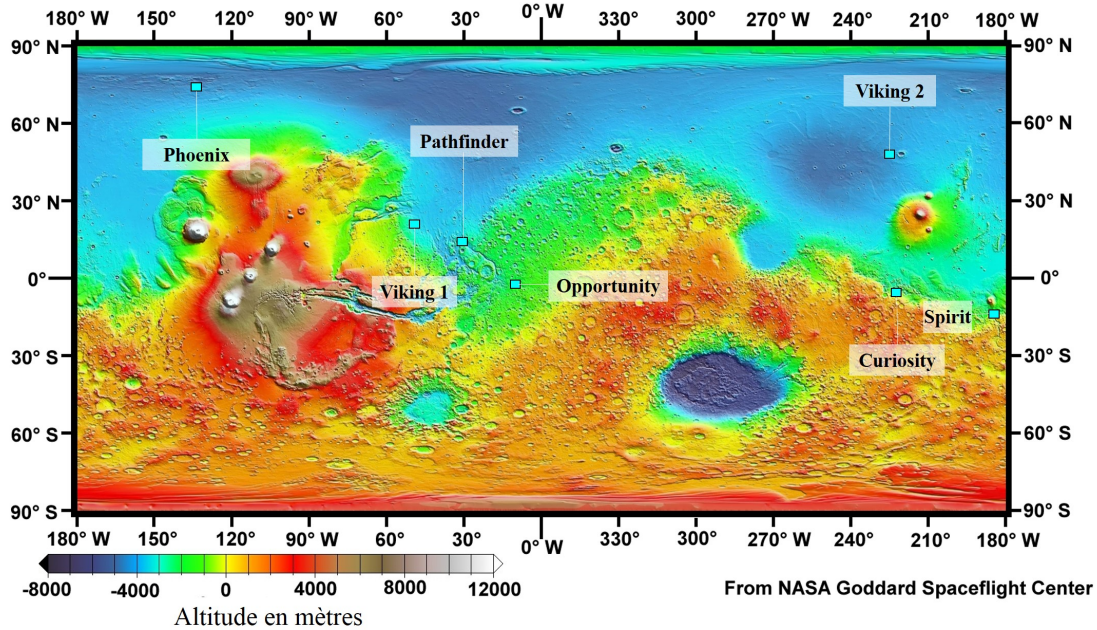 180° W 150° W 120° W 90° W 60° W 30° 0° W 330° 300° W 270° W 240° W 210° W 180° W
90° N 90° N
Viking 2
60° N 60° N
Pathfinder
Phoenix
30° N 30° N
0° 0°
Viking 1 Opportunity
Spirit
30° S 30° S
Curiosity
60° S 60° S
90° S 90° S
180° W 150° W 120° W 90° W 60° W 30° 0° W 330° 300° W 270° W 240° W 210° W 180° W
-8000 -4000 0 4000 8000 12000
From NASA Goddard Spaceflight Center
Altitude en mètres